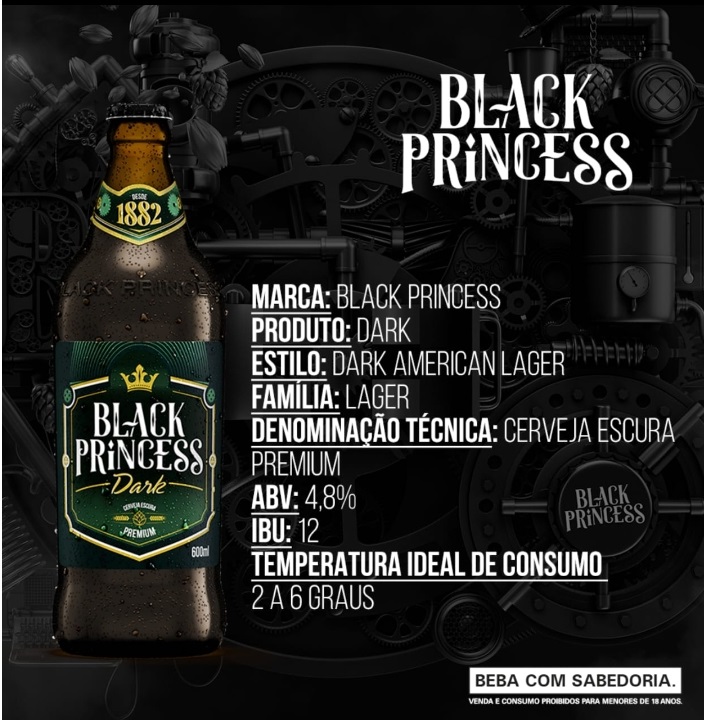 BLACK
PRINCESS
DESDE
1882
BLACK PRINCESS
BLACK
PRINCESS
Dark
CERVEJA ESCURA
PREMIUM
600ml
MARCA: BLACK PRINCESS
PRODUTO: DARK
ESTILO: DARK AMERICAN LAGER
FAMÍLIA: LAGER
DENOMINAÇÃO TÉCNICA: CERVEJA ESCURA
PREMIUM
ABV: 4,8%
IBU: 12
TEMPERATURA IDEAL DE CONSUMO
2 A 6 GRAUS
BLACK
PRINCESS
BEBA COM SABEDORIA.
VENDA E CONSUMO PROIBIDOS PARA MENORES DE 18 ANOS.